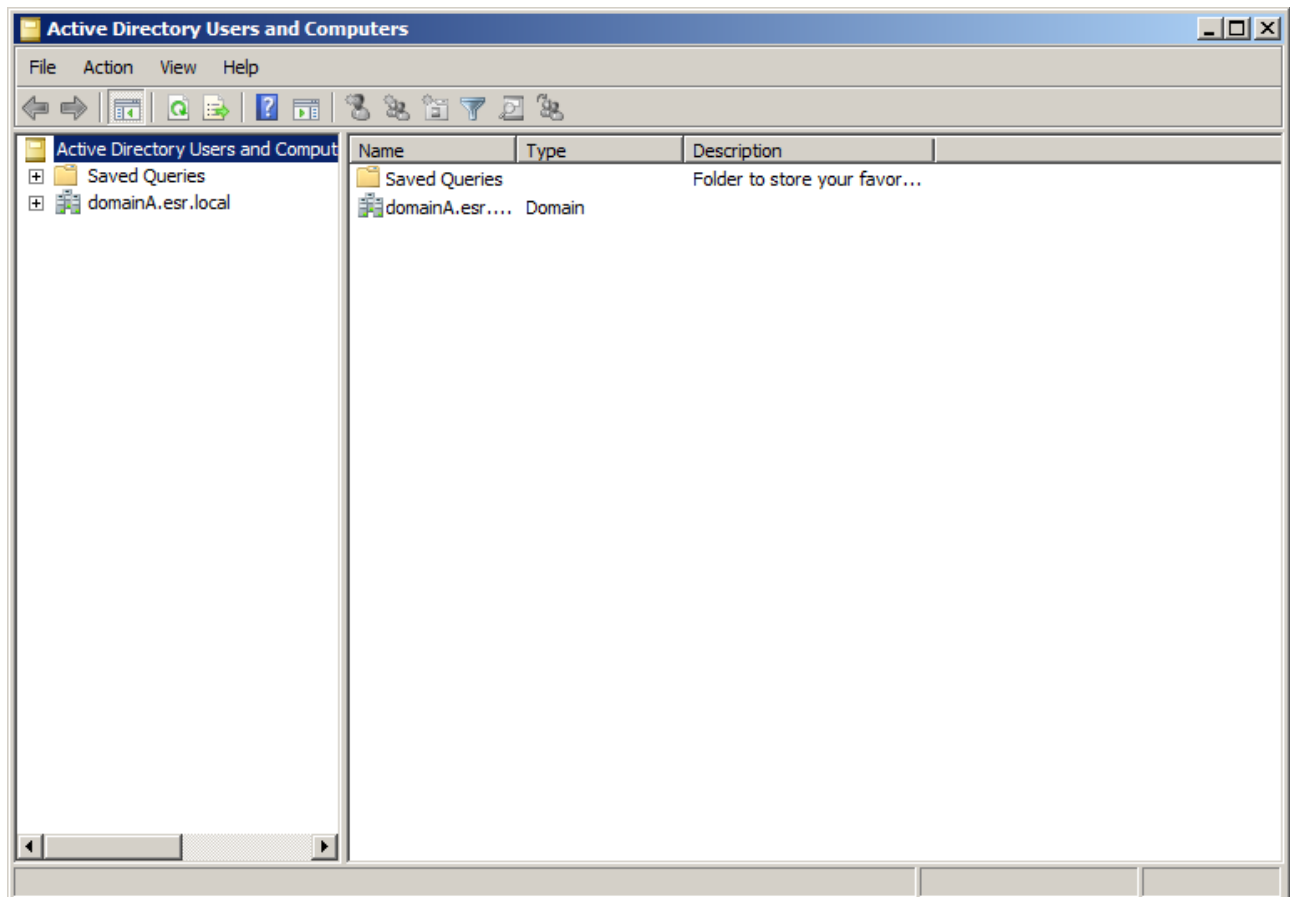 Active Directory Users and Computers
File Action View Help
Active Directory Users and Comput
Saved Queries
domainA.esr.local
Name Type Description
Saved Queries Folder to store your favor...
domainA.esr.... Domain